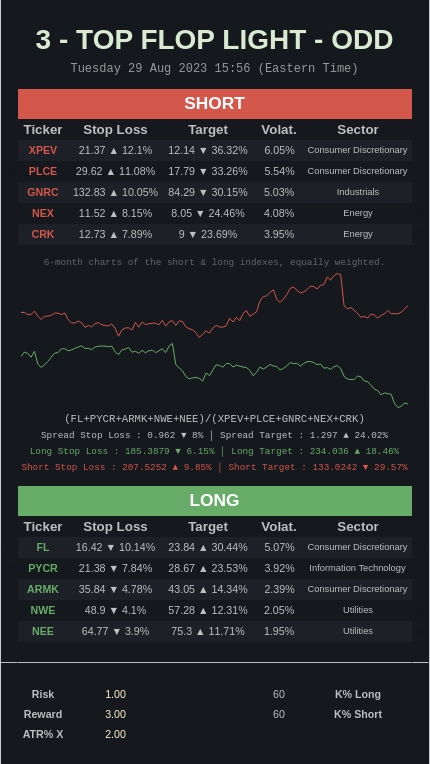 3 - TOP FLOP LIGHT - ODD
Tuesday 29 Aug 2023 15:56 (Eastern Time)
SHORT
Ticker Stop Loss Target Volat. Sector
XPEV 21.37 ▲ 12.1% 12.14 ▼ 36.32% 6.05% Consumer Discretionary
PLCE 29.62 ▲ 11.08% 17.79 ▼ 33.26% 5.54% Consumer Discretionary
GNRC 132.83 ▲ 10.05% 84.29 ▼ 30.15% 5.03% Industrials
NEX 11.52 ▲ 8.15% 8.05 ▼ 24.46% 4.08% Energy
CRK 12.73 ▲ 7.89% 9 ▼ 23.69% 3.95% Energy
6-month charts of the short & long indexes, equally weighted.
(FL+PYCR+ARMK+NWE+NEE)/(XPEV+PLCE+GNRC+NEX+CRK)
Spread Stop Loss : 0.962 ▼ 8% | Spread Target : 1.297 ▲ 24.02%
Long Stop Loss : 185.3879 ▼ 6.15% | Long Target : 234.036 ▲ 18.46%
Short Stop Loss : 207.5252 ▲ 9.85% | Short Target : 133.0242 ▼ 29.57%
LONG
Ticker Stop Loss Target Volat. Sector
FL 16.42 ▼ 10.14% 23.84 ▲ 30.44% 5.07% Consumer Discretionary
PYCR 21.38 ▼ 7.84% 28.67 ▲ 23.53% 3.92% Information Technology
ARMK 35.84 ▼ 4.78% 43.05 ▲ 14.34% 2.39% Consumer Discretionary
NWE 48.9 ▼ 4.1% 57.28 ▲ 12.31% 2.05% Utilities
NEE 64.77 ▼ 3.9% 75.3 ▲ 11.71% 1.95% Utilities
Risk 1.00 60 K% Long
Reward 3.00 60 K% Short
ATR% X 2.00